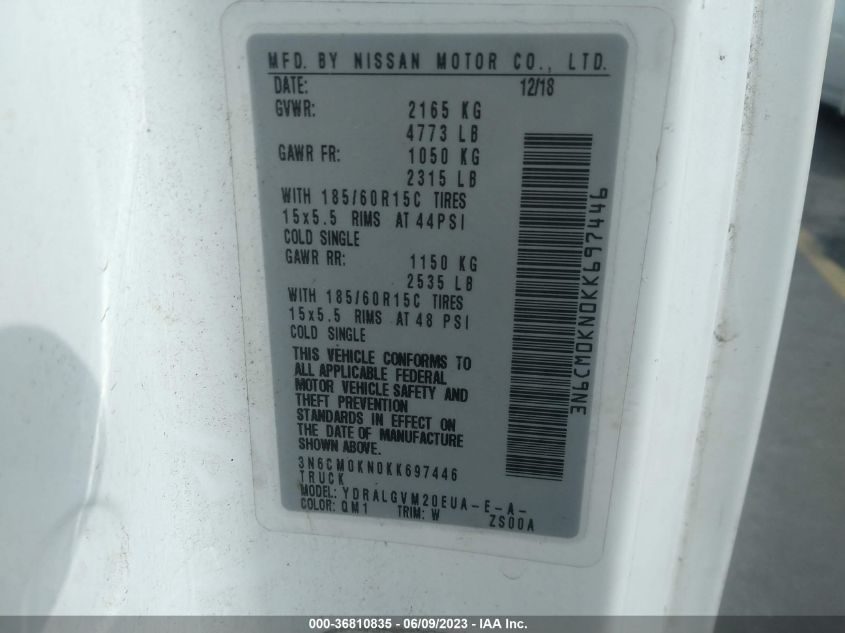 MFD. BY NISSAN MOTOR CO., LTD.
DATE: 12/18
GVWR: 2165 KG
4773 LB
GAWR FR: 1050 KG
2315 LB
WITH 185/60R15C TIRES
15x5.5 RIMS AT 44PSI
COLD SINGLE
GAWR RR: 1150 KG
2535 LB
WITH 185/60R15C TIRES
15x5.5 RIMS AT 48 PSI
COLD SINGLE
THIS VEHICLE CONFORMS TO
ALL APPLICABLE FEDERAL
MOTOR VEHICLE SAFETY AND
THEFT PREVENTION
STANDARDS IN EFFECT ON
THE DATE OF MANUFACTURE
SHOWN ABOVE.
3N6CM0KN0KK697446
TRUCK
MODEL: YDRALGVM20EUA-E-A-
COLOR: QM1 TRIM: W ZS00A
3N6CM0KN0KK697446
000-36810835 - 06/09/2023 - IAA Inc.